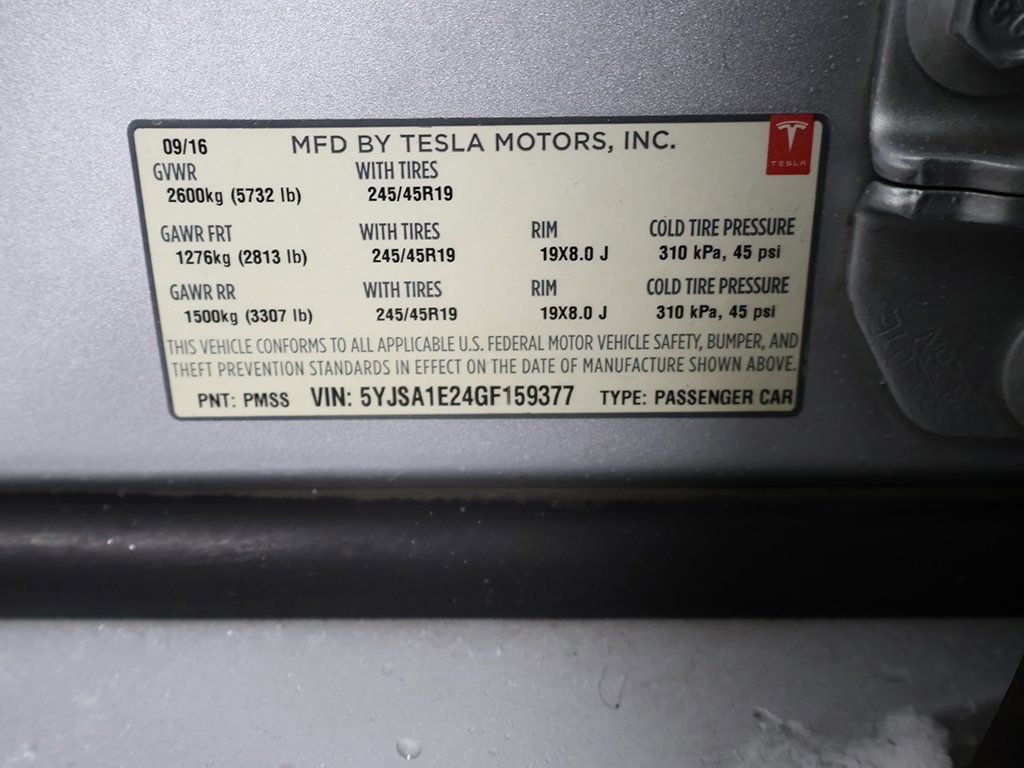 09/16 MFD BY TESLA MOTORS, INC.
TESLA
GVWR WITH TIRES
2600kg (5732 lb) 245/45R19
GAWR FRT WITH TIRES RIM COLD TIRE PRESSURE
1276kg (2813 lb) 245/45R19 19X8.0 J 310 kPa, 45 psi
GAWR RR WITH TIRES RIM COLD TIRE PRESSURE
1500kg (3307 lb) 245/45R19 19X8.0 J 310 kPa, 45 psi
THIS VEHICLE CONFORMS TO ALL APPLICABLE U.S. FEDERAL MOTOR VEHICLE SAFETY, BUMPER, AND
THEFT PREVENTION STANDARDS IN EFFECT ON THE DATE OF MANUFACTURE SHOWN ABOVE.
PNT: PMSS VIN: 5YJSA1E24GF159377 TYPE: PASSENGER CAR